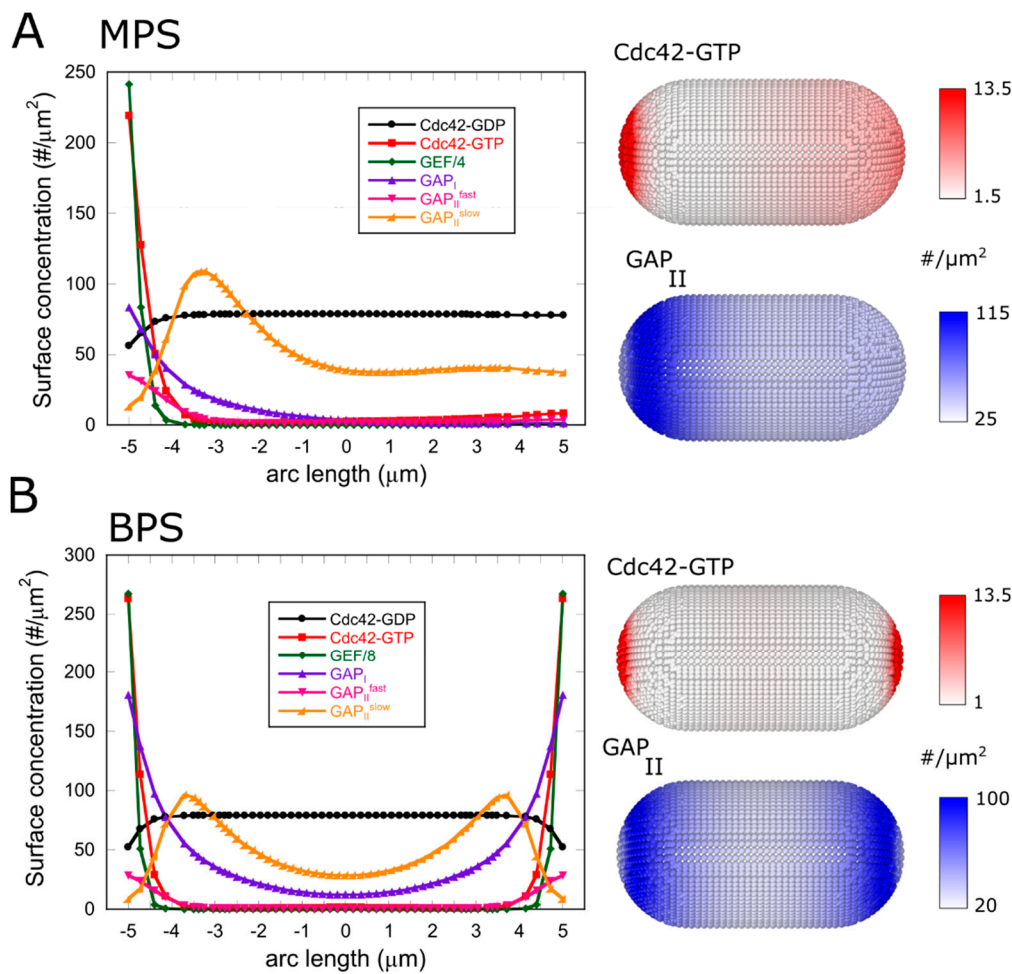 A
MPS
Surface concentration (#/μm²)
250
200
150
100
50
0
Cdc42-GDP
Cdc42-GTP
GEF/4
GAP_I
GAP_II^fast
GAP_II^slow
-5 -4 -3 -2 -1 0 1 2 3 4 5
arc length (μm)
Cdc42-GTP
13.5
1.5
GAP_II
#/μm²
115
25
B
BPS
Surface concentration (#/μm²)
300
250
200
150
100
50
0
Cdc42-GDP
Cdc42-GTP
GEF/8
GAP_I
GAP_II^fast
GAP_II^slow
-5 -4 -3 -2 -1 0 1 2 3 4 5
arc length (μm)
Cdc42-GTP
13.5
1
GAP_II
#/μm²
100
20